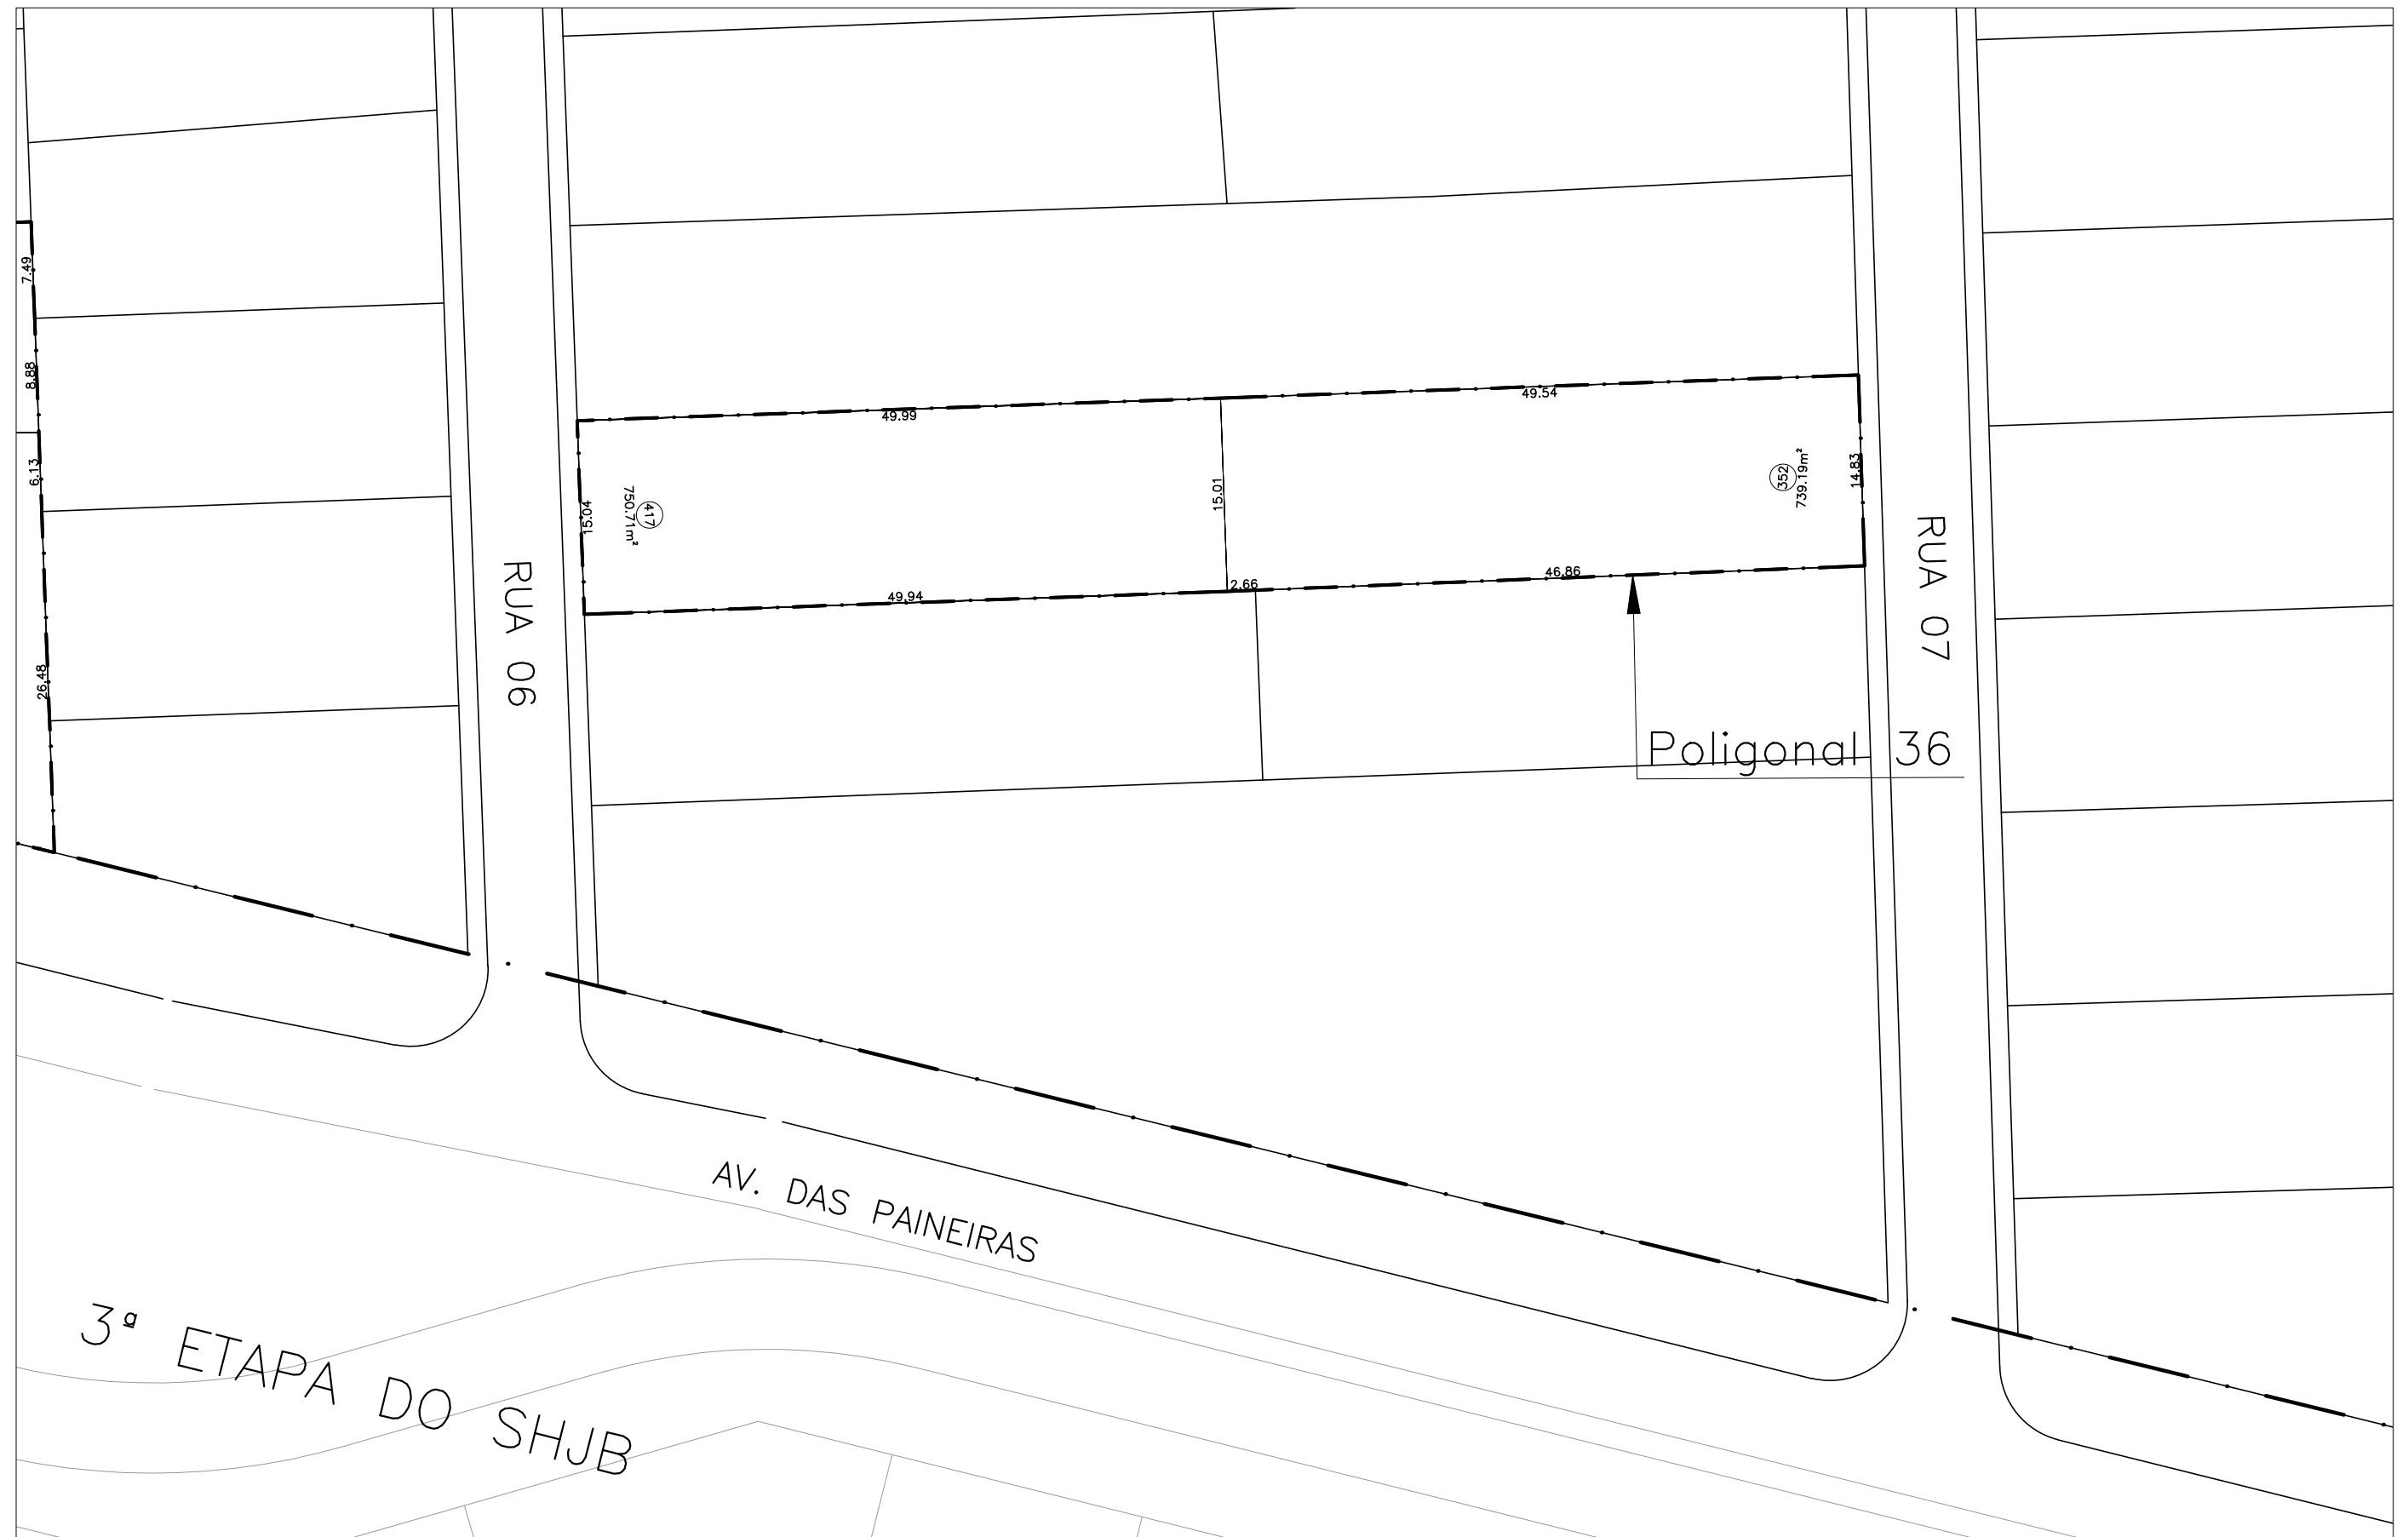 7.49
8.88
6.13
26.48
49.99
49.54
15.04
417
750.71m²
15.01
352
739.19m²
14.83
49.94
2.66
46.86
RUA 06
RUA 07
Poligonal 36
AV. DAS PAINEIRAS
3ª ETAPA DO SHJB